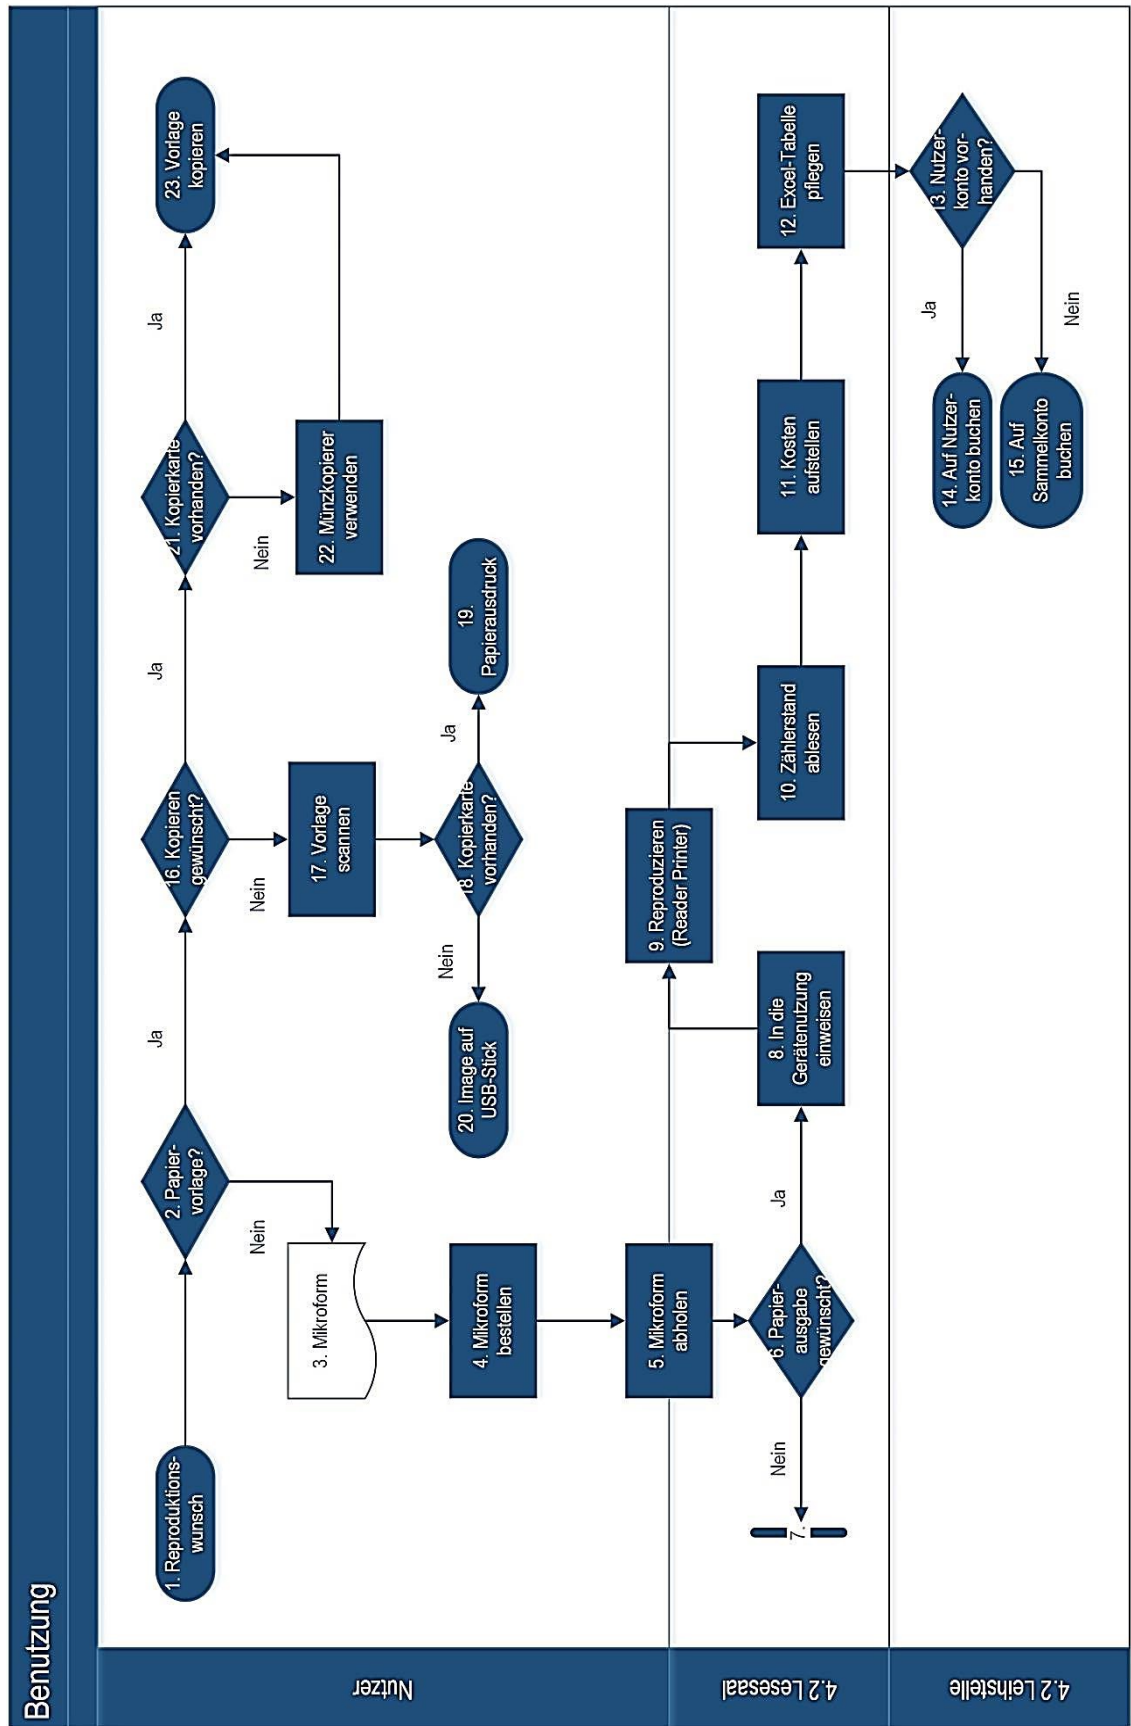 Benutzung
Nutzer
4.2 Lesesaal
4.2 Leihstelle
1. Reproduktions-
wunsch
2. Papier-
vorlage?
Nein
Ja
3. Mikroform
4. Mikroform
bestellen
5. Mikroform
abholen
6. Papier-
ausgabe
gewünscht?
Nein
7.
Ja
8. In die
Gerätenutzung
einweisen
9. Reproduzieren
(Reader Printer)
10. Zählerstand
ablesen
11. Kosten
aufstellen
12. Excel-Tabelle
pflegen
13. Nutzer-
konto vor-
handen?
Ja
14. Auf Nutzer-
konto buchen
Nein
15. Auf
Sammelkonto
buchen
16. Kopieren
gewünscht?
Nein
Ja
17. Vorlage
scannen
18. Kopierkarte
vorhanden?
Ja
19.
Papierausdruck
Nein
20. Image auf
USB-Stick
21. Kopierkarte
vorhanden?
Nein
22. Münzkopierer
verwenden
Ja
23. Vorlage
kopieren